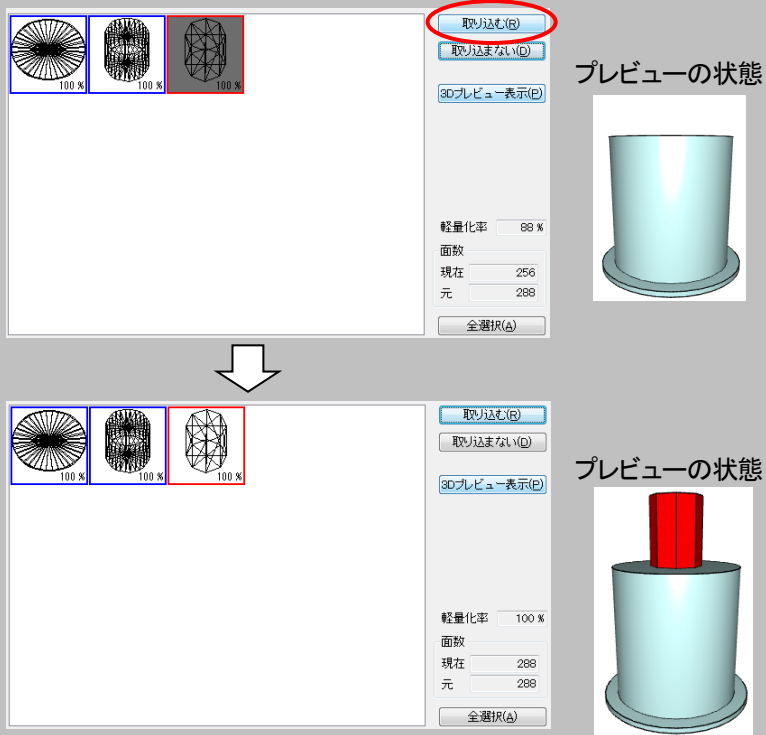 100 %
100 %
100 %
取り込む(R)
取り込まない(D)
3Dプレビュー表示(P)
軽量化率 88 %
面数
現在 256
元 288
全選択(A)
プレビューの状態
100 %
100 %
100 %
取り込む(R)
取り込まない(D)
3Dプレビュー表示(P)
軽量化率 100 %
面数
現在 288
元 288
全選択(A)
プレビューの状態